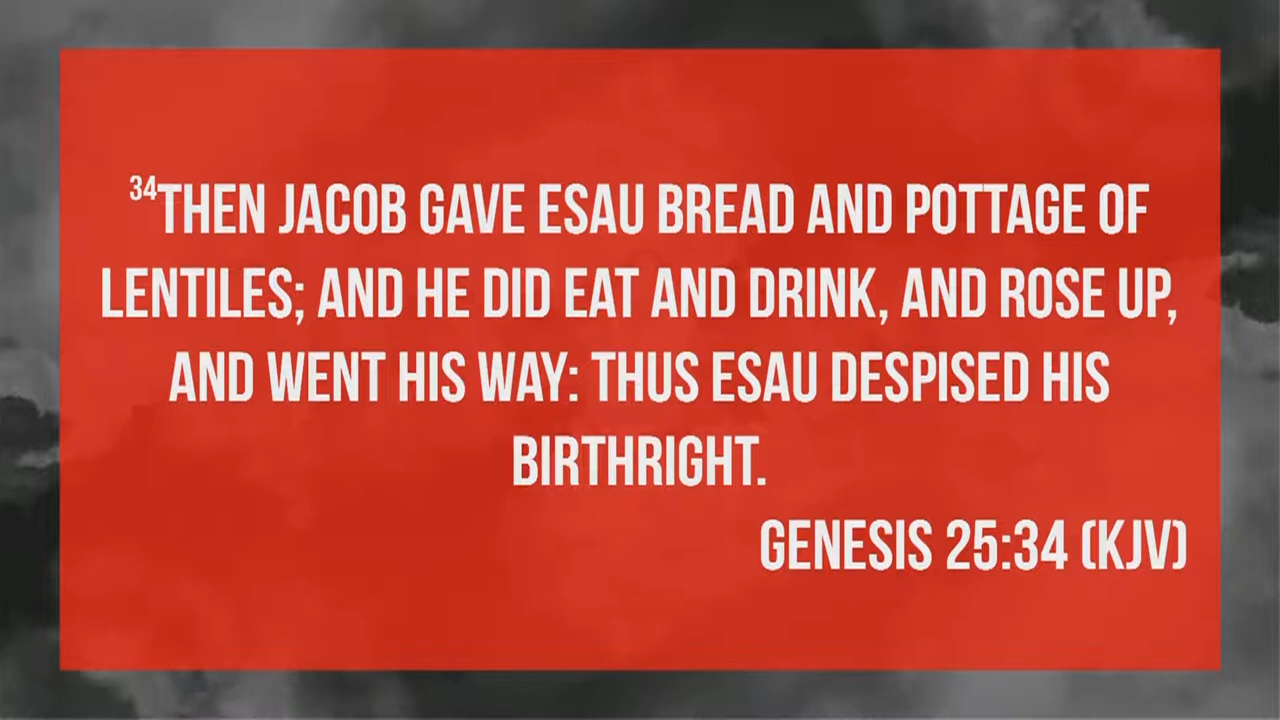 34THEN JACOB GAVE ESAU BREAD AND POTTAGE OF
LENTILES; AND HE DID EAT AND DRINK, AND ROSE UP,
AND WENT HIS WAY: THUS ESAU DESPISED HIS
BIRTHRIGHT.
GENESIS 25:34 (KJV)